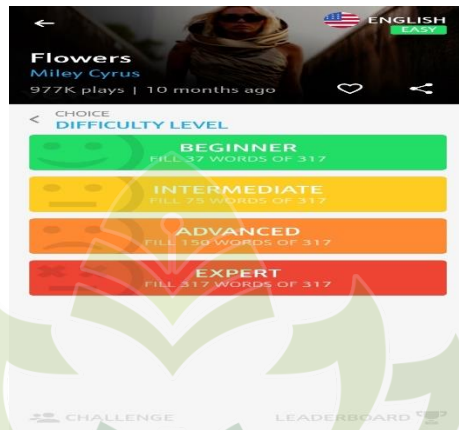 ENGLISH
EASY
Flowers
Miley Cyrus
977K plays | 10 months ago
CHOICE
DIFFICULTY LEVEL
BEGINNER
FILL 37 WORDS OF 317
INTERMEDIATE
FILL 75 WORDS OF 317
ADVANCED
FILL 150 WORDS OF 317
EXPERT
FILL 317 WORDS OF 317
CHALLENGE
LEADERBOARD